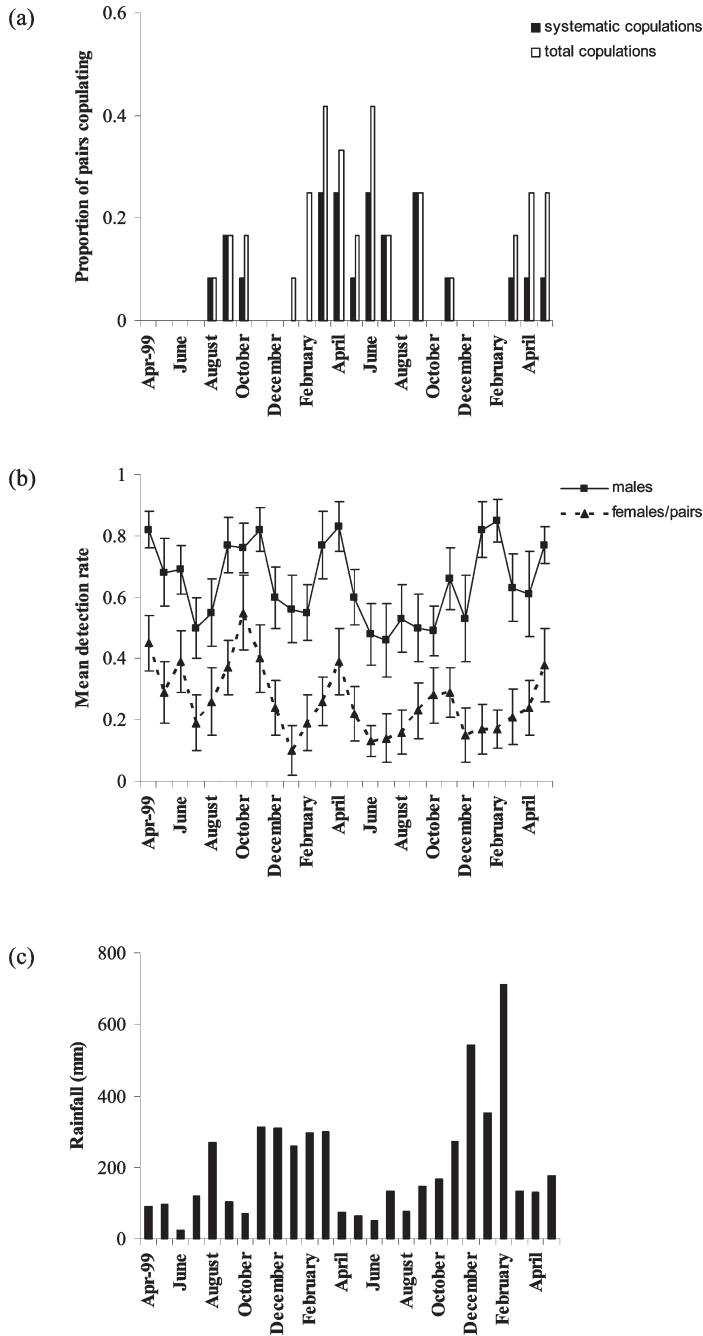 (a)
systematic copulations
total copulations
Proportion of pairs copulating
0.6
0.4
0.2
0
Apr-99
June
August
October
December
February
April
June
August
October
December
February
April
(b)
males
females/pairs
Mean detection rate
1
0.8
0.6
0.4
0.2
0
Apr-99
June
August
October
December
February
April
June
August
October
December
February
April
(c)
Rainfall (mm)
800
600
400
200
0
Apr-99
June
August
October
December
February
April
June
August
October
December
February
April